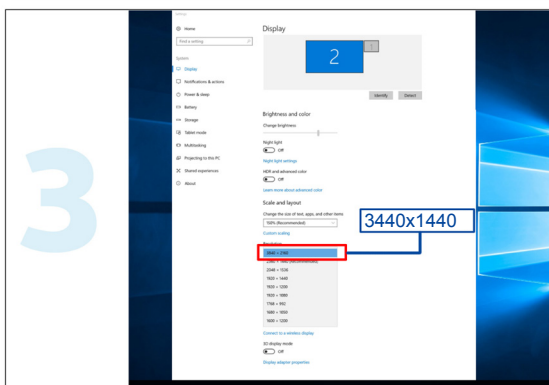 3
Settings
Home
Display
Find a setting
2
1
System
Display
Notifications & actions
Identify
Detect
Power & sleep
Battery
Brightness and color
Storage
Change brightness
Tablet mode
Multitasking
Night light
Off
Projecting to this PC
Night light settings
Shared experiences
HDR and advanced color
About
Off
Learn more about advanced color
Scale and layout
Change the size of text, apps, and other items
100% (Recommended)
3440x1440
Custom scaling
Resolution
2048 × 1536
1920 × 1440
1920 × 1200
1920 × 1080
1768 × 992
1680 × 1050
1600 × 1200
Connect to a wireless display
3D display mode
Off
Display adapter properties